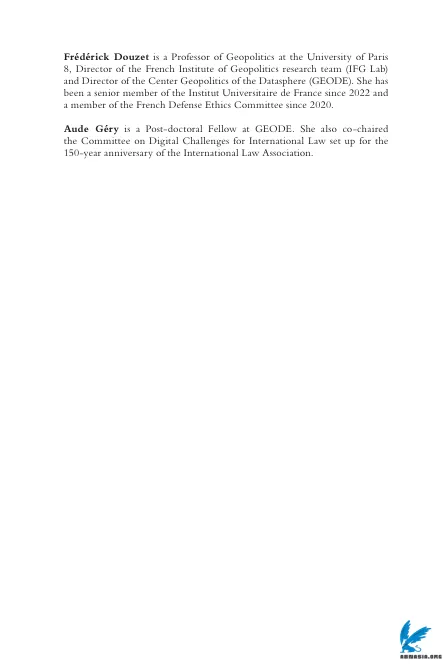 Frédérick Douzet is a Professor of Geopolitics at the University of Paris
8, Director of the French Institute of Geopolitics research team (IFG Lab)
and Director of the Center Geopolitics of the Datasphere (GEODE). She has
been a senior member of the Institut Universitaire de France since 2022 and
a member of the French Defense Ethics Committee since 2020.
Aude Géry is a Post-doctoral Fellow at GEODE. She also co-chaired
the Committee on Digital Challenges for International Law set up for the
150-year anniversary of the International Law Association.